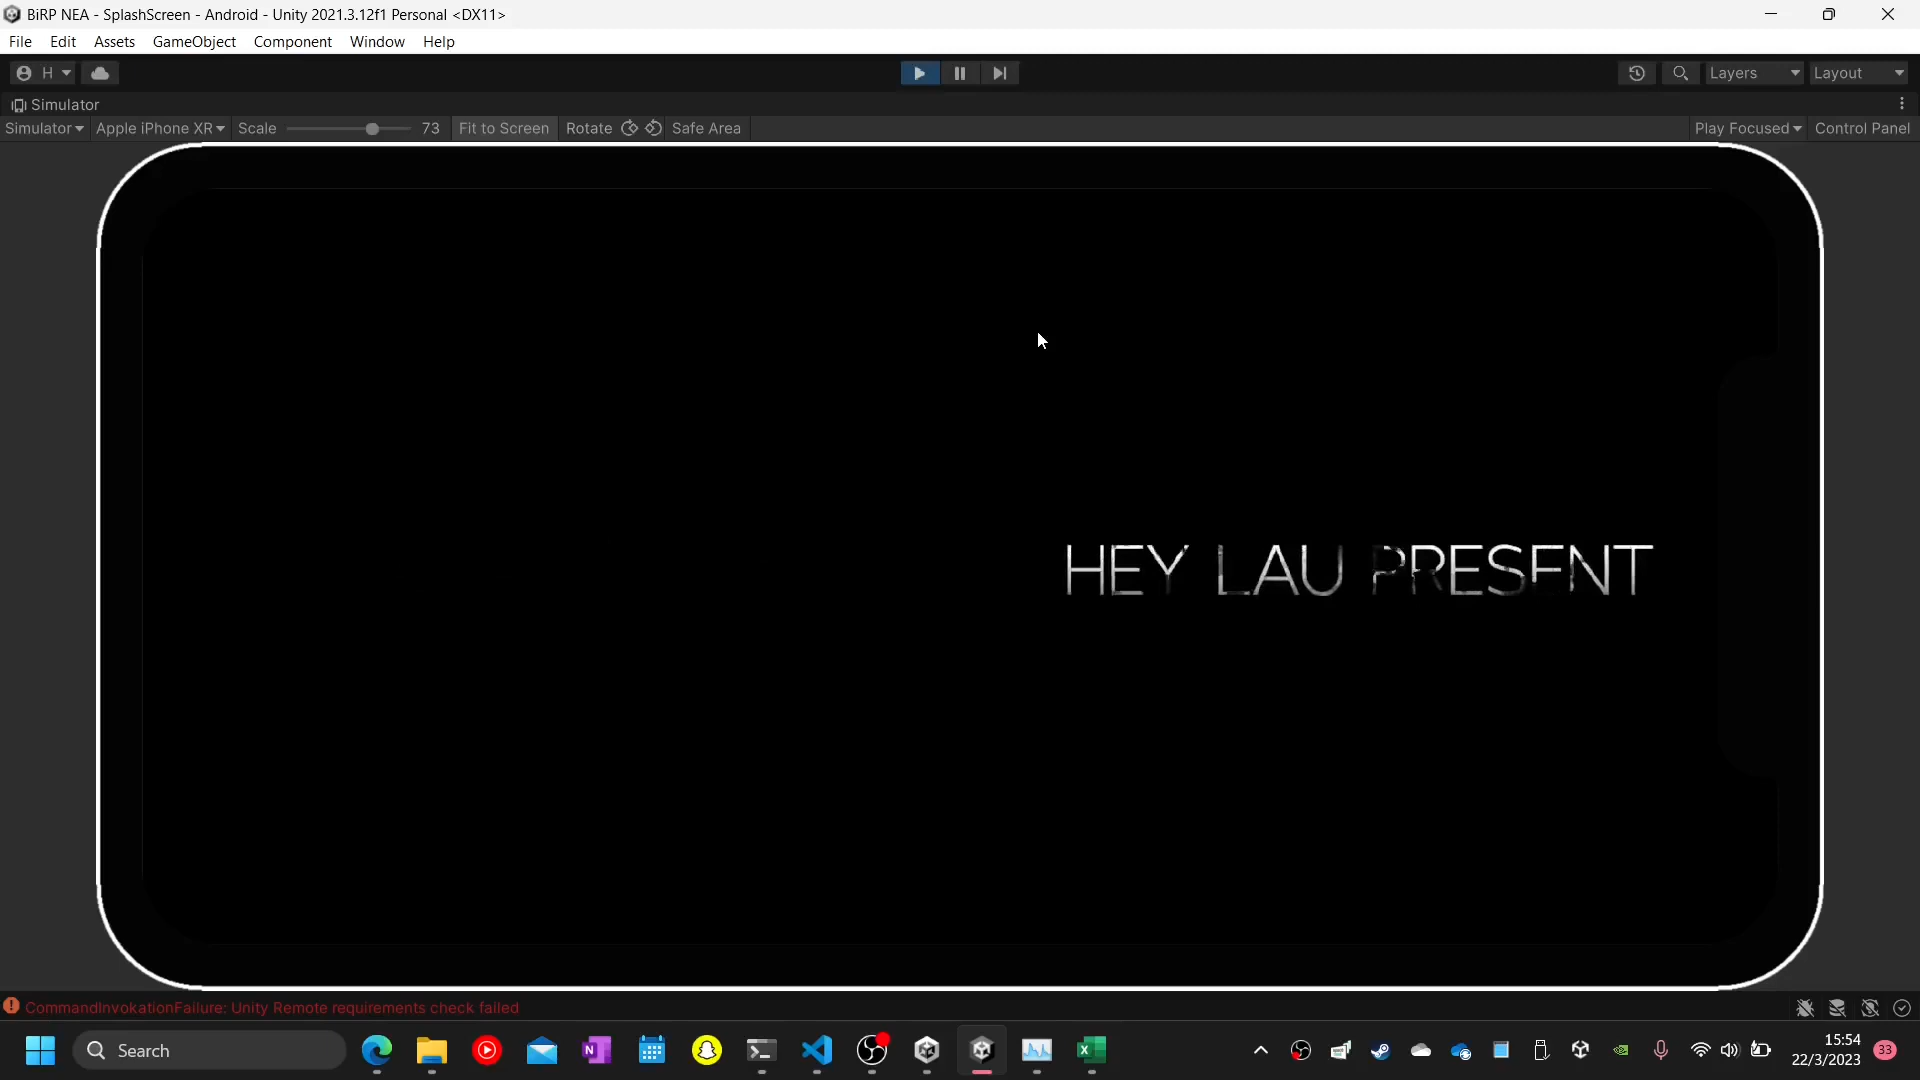 BiRP NEA - SplashScreen - Android - Unity 2021.3.12f1 Personal <DX11>
File Edit Assets GameObject Component Window Help
H Layers Layout
Simulator
Simulator Apple iPhone XR Scale 73 Fit to Screen Rotate Safe Area Play Focused Control Panel
HEY LAU PRESENT
CommandInvokationFailure: Unity Remote requirements check failed
Search
15:54
22/3/2023
33